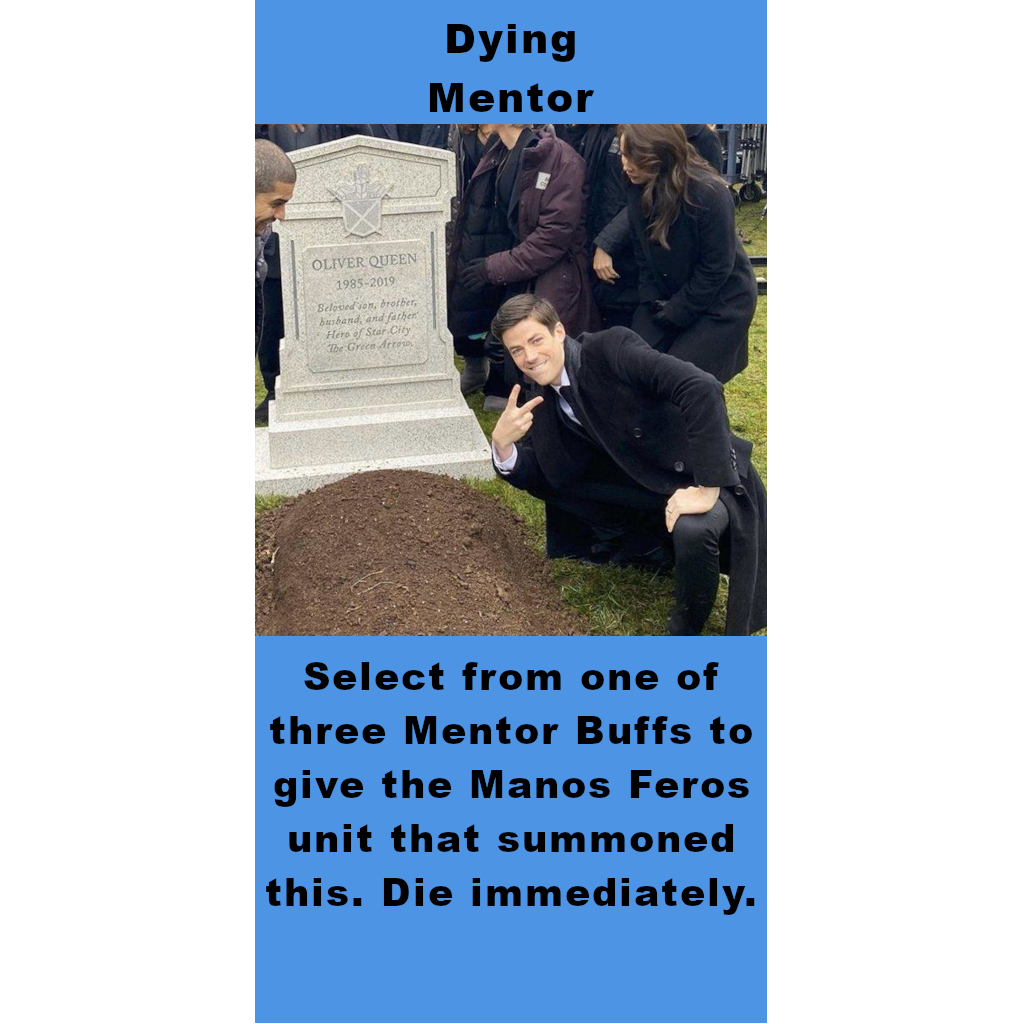 Dying
Mentor
OLIVER QUEEN
1985-2019
Beloved son, brother,
husband, and father
Hero of Star City
The Green Arrow.
Select from one of
three Mentor Buffs to
give the Manos Feros
unit that summoned
this. Die immediately.